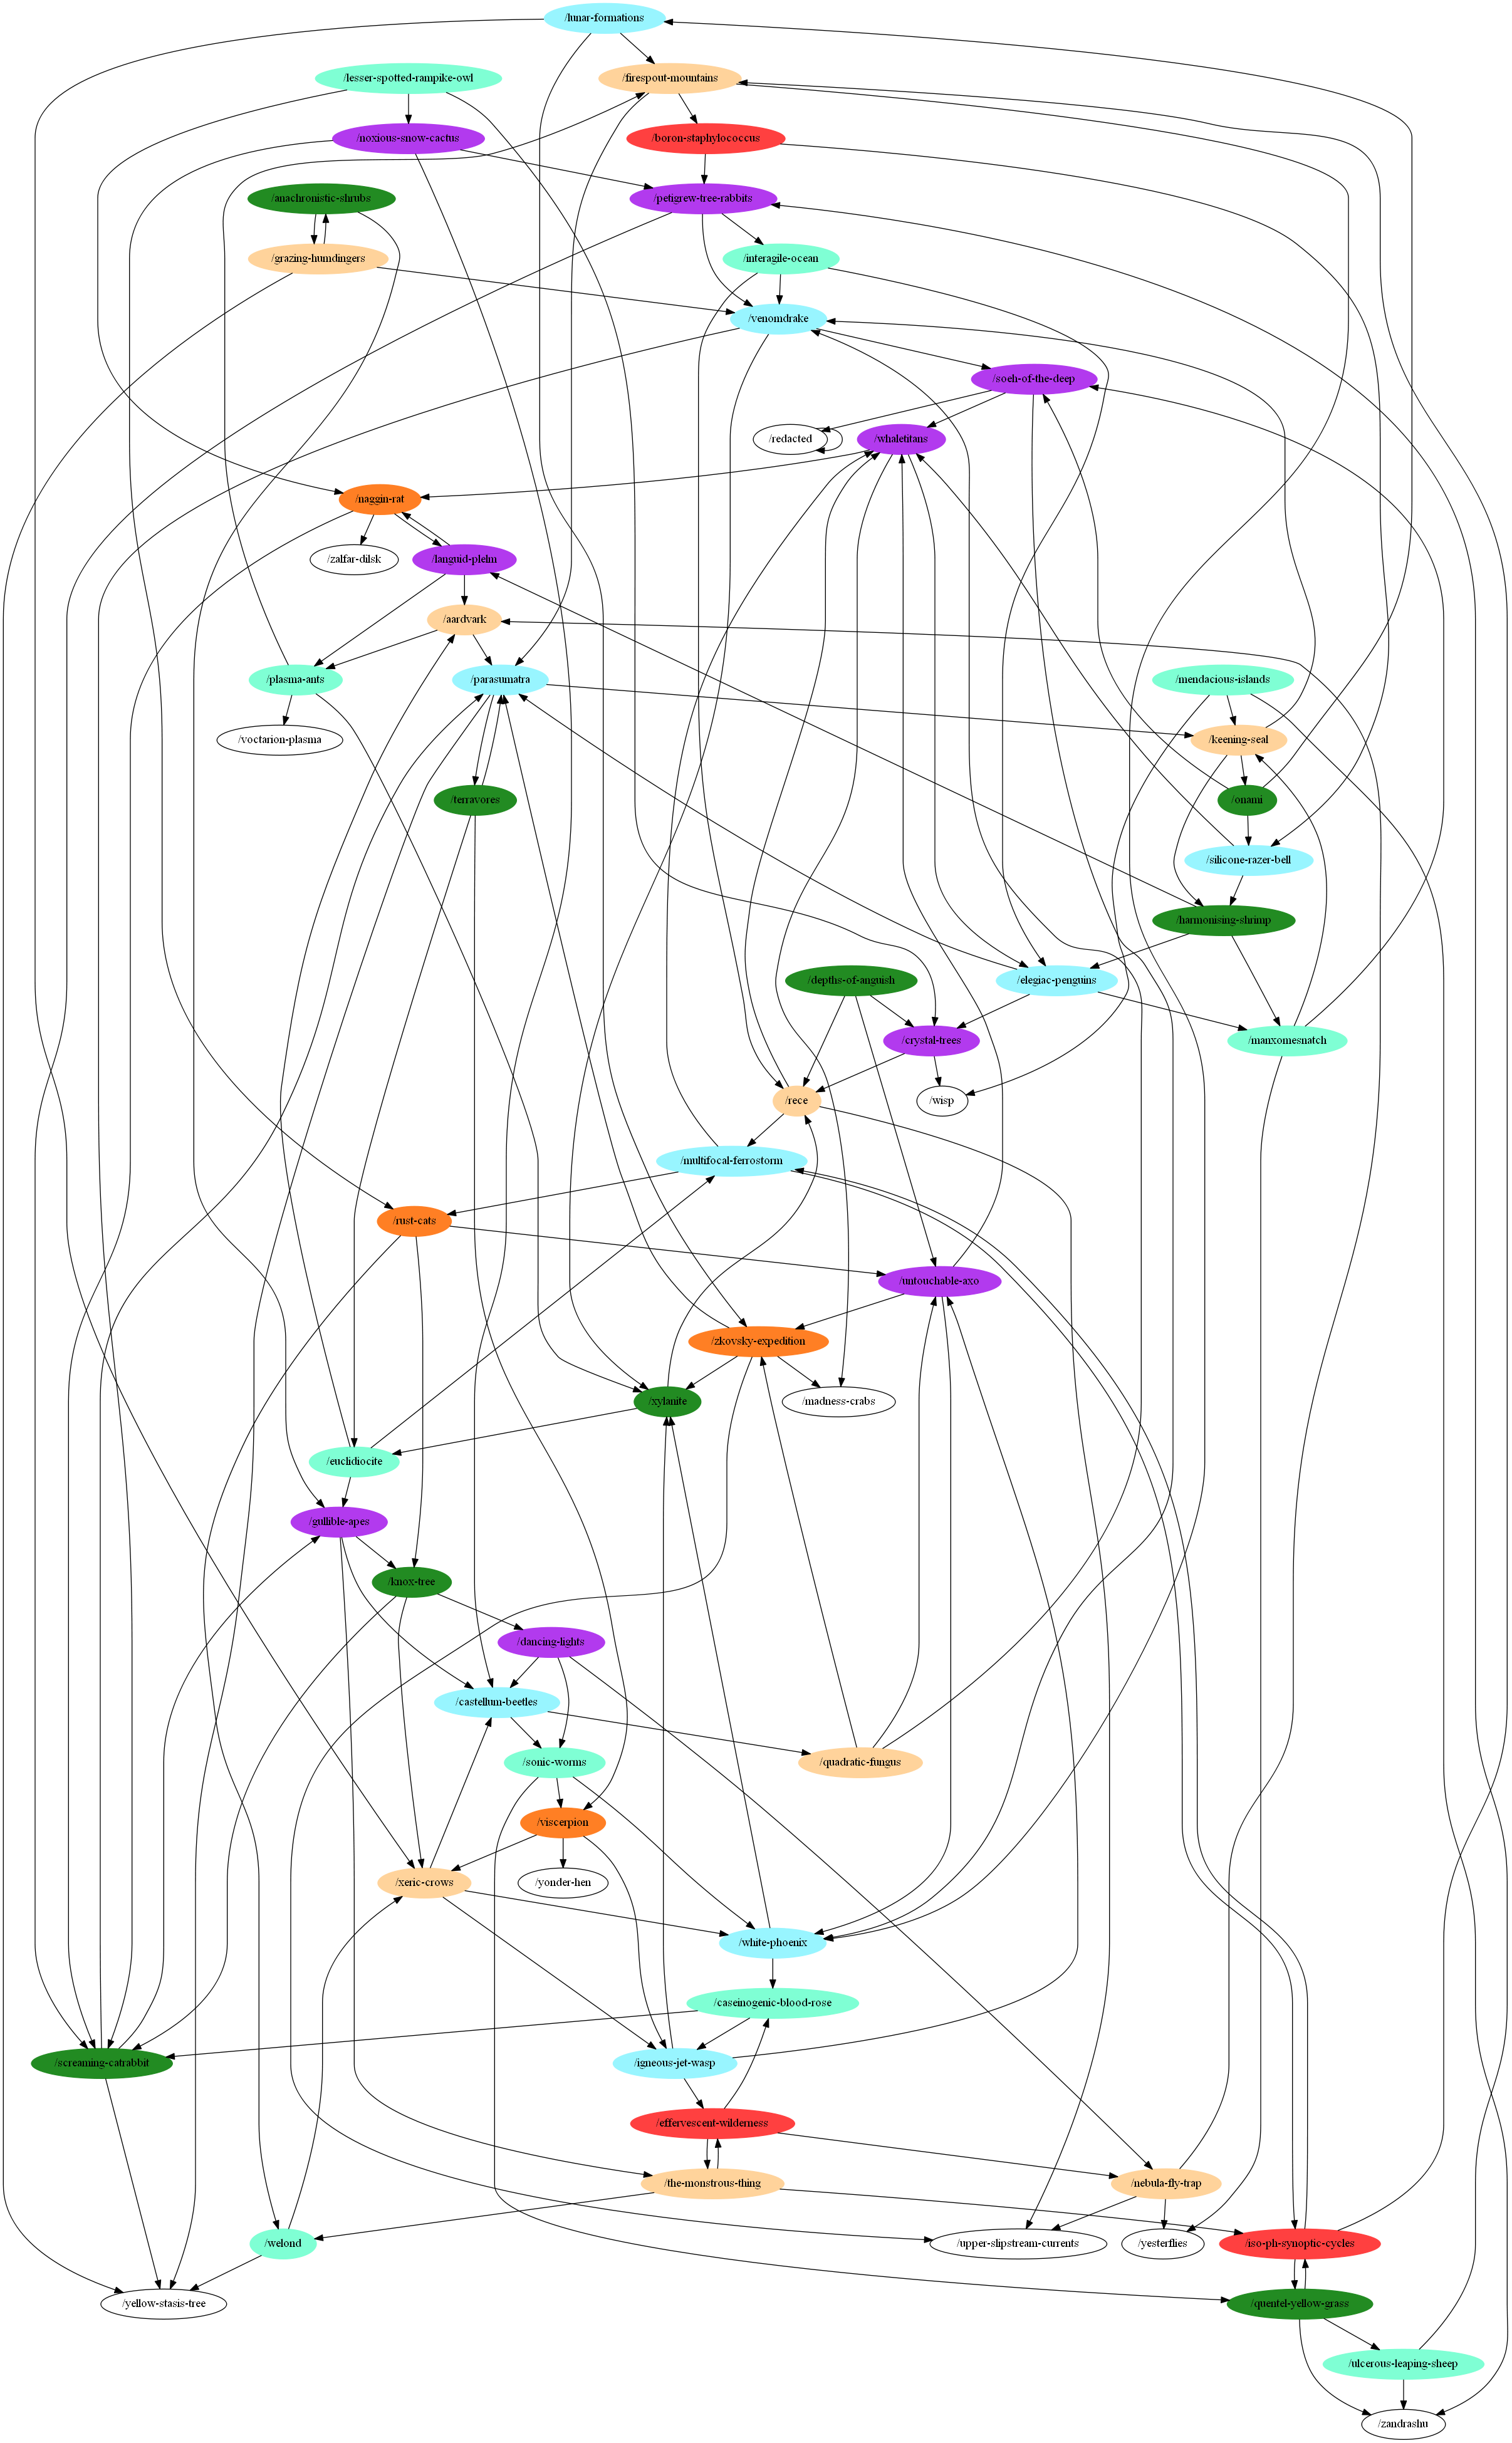 /lunar-formations
/lesser-spotted-rampike-owl
/firespout-mountains
/noxious-snow-cactus
/boron-staphylococcus
/anachronistic-shrubs
/petigrew-tree-rabbits
/grazing-humdingers
/interagile-ocean
/venomdrake
/soeh-of-the-deep
/redacted
/whaletitans
/naggin-rat
/zalfar-dilsk
/languid-plelm
/aardvark
/plasma-ants
/parasumatra
/mendacious-islands
/voctarion-plasma
/keening-seal
/terravores
/onami
/silicone-razer-bell
/harmonising-shrimp
/depths-of-anguish
/elegiac-penguins
/crystal-trees
/manxomesnatch
/rece
/wisp
/multifocal-ferrostorm
/rust-cats
/untouchable-axo
/zkovsky-expedition
/xylanite
/madness-crabs
/euclidiocite
/gullible-apes
/knox-tree
/dancing-lights
/castellum-beetles
/sonic-worms
/quadratic-fungus
/viscerpion
/xeric-crows
/yonder-hen
/white-phoenix
/caseinogenic-blood-rose
/screaming-catrabbit
/igneous-jet-wasp
/effervescent-wilderness
/the-monstrous-thing
/nebula-fly-trap
/welond
/upper-slipstream-currents
/yesterflies
/iso-ph-synoptic-cycles
/yellow-stasis-tree
/quentel-yellow-grass
/ulcerous-leaping-sheep
/zandrashu